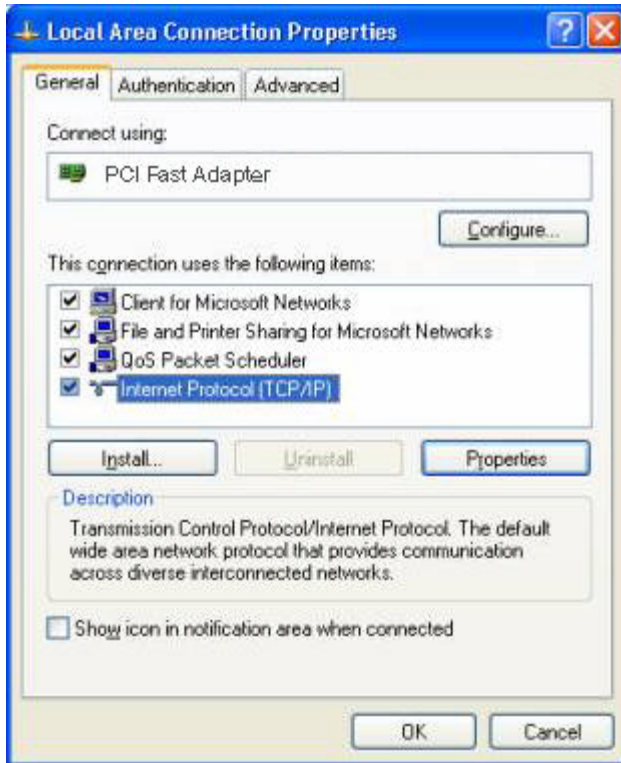 Local Area Connection Properties
General Authentication Advanced
Connect using:
PCI Fast Adapter
Configure...
This connection uses the following items:
Client for Microsoft Networks
File and Printer Sharing for Microsoft Networks
QoS Packet Scheduler
Internet Protocol (TCP/IP)
Install... Uninstall Properties
Description
Transmission Control Protocol/Internet Protocol. The default
wide area network protocol that provides communication
across diverse interconnected networks.
Show icon in notification area when connected
OK Cancel